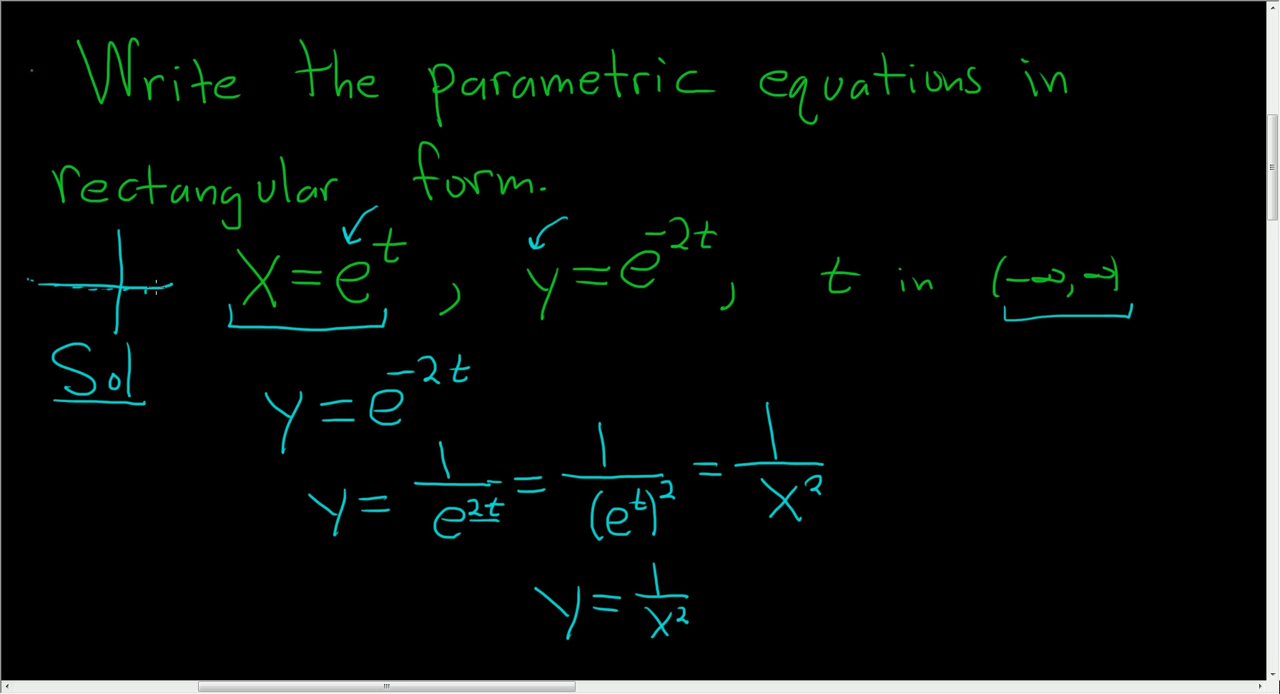 Write the parametric equations in
rectangular form.
x = e^t, y = e^{-2t}, t in (-∞, ∞)
Sol
y = e^{-2t}
y = 1/e^{2t} = 1/(e^t)^2 = 1/x^2
y = 1/x^2